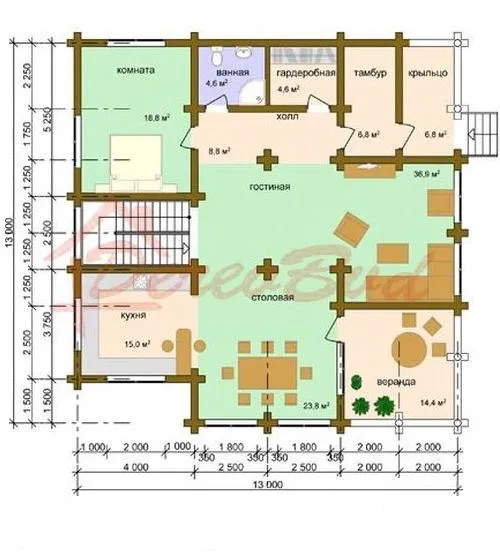 комната
18,8 м²
ванная
4,6 м²
гардеробная
4,6 м²
тамбур
6,8 м²
крыльцо
6,8 м²
холл
8,8 м²
гостиная
36,9 м²
столовая
23,8 м²
кухня
15,0 м²
веранда
14,4 м²
DolevBud
2 250
1 750
1 250
1 250
2 500
1 250
2 500
1 500
5 250
2 500
3 750
1 500
13 000
1 000
2 000
1 000
1 800
1 800
2 000
2 000
350
350
350
350
4 000
2 500
2 500
2 000
2 000
13 000